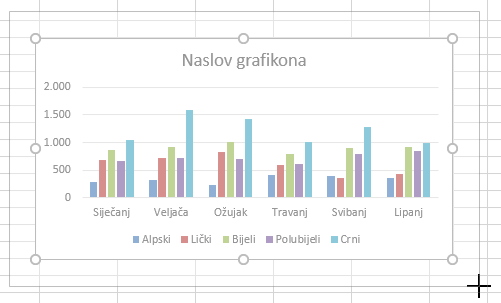 Naslov grafikona
2.000
1.500
1.000
500
0
Siječanj Veljača Ožujak Travanj Svibanj Lipanj
Alpski Lički Bijeli Polubijeli Crni